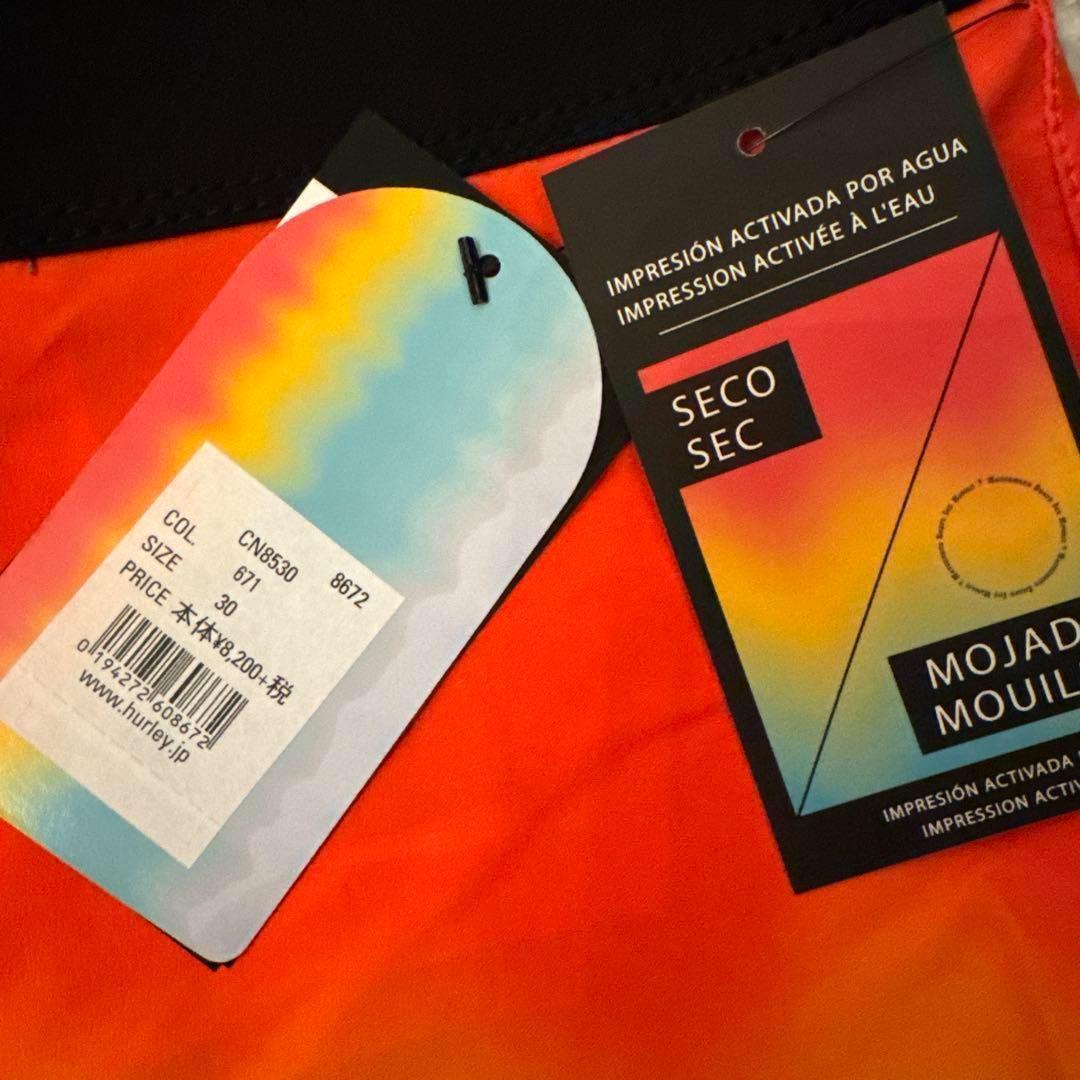 COL CN8530 8672
SIZE 671
PRICE 30
本体¥8,200+税
0194272608672
www.hurley.jp
IMPRESIÓN ACTIVADA POR AGUA
IMPRESSION ACTIVÉE À L'EAU
SECO
SEC
MOJAD
MOUIL
IMPRESIÓN ACTIVADA
IMPRESSION ACTIV